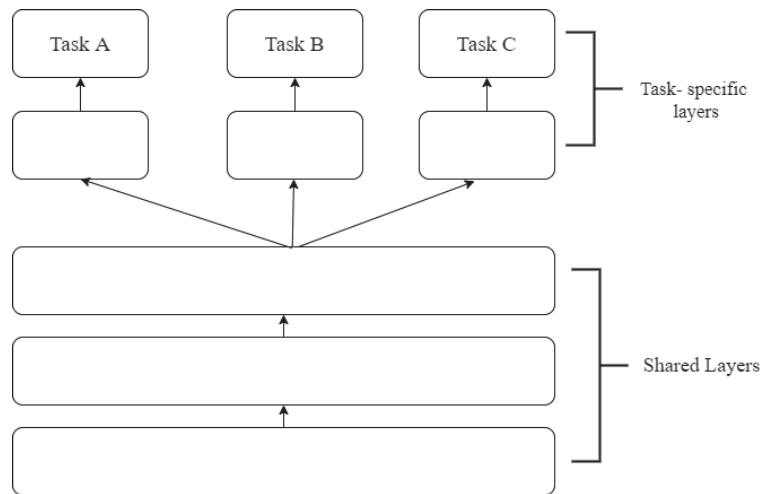 Task A
Task B
Task C
Task- specific
layers
Shared Layers